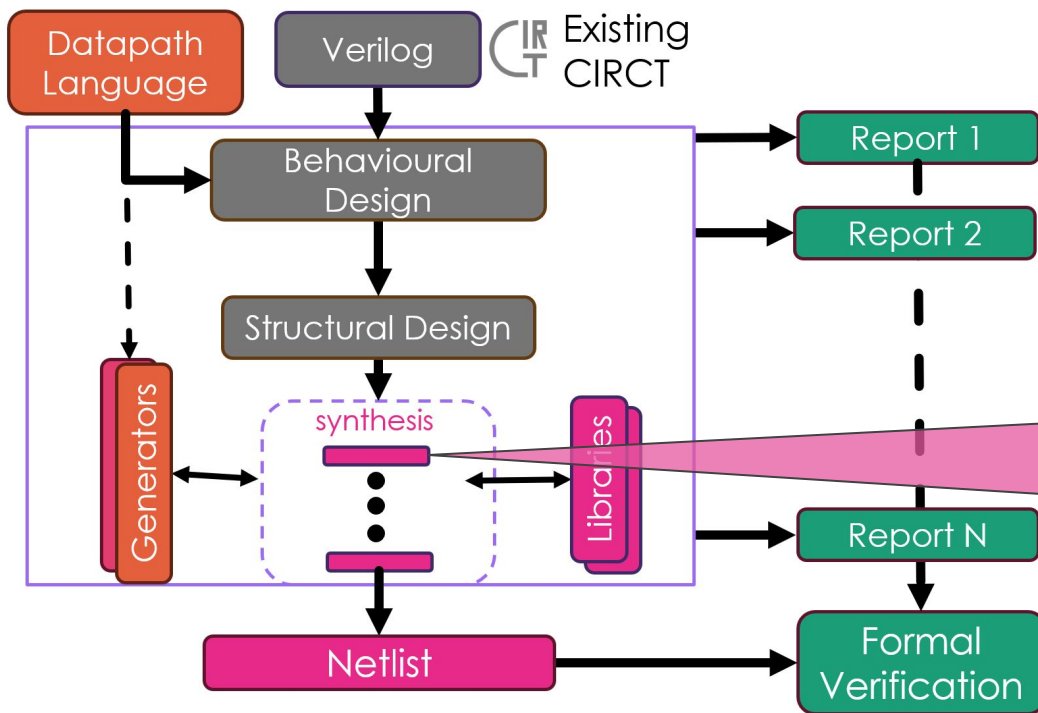 Datapath
Language
Verilog
CIRT
Existing
CIRCT
Behavioural
Design
Report 1
Report 2
Structural Design
synthesis
Generators
Libraries
Report N
Netlist
Formal
Verification